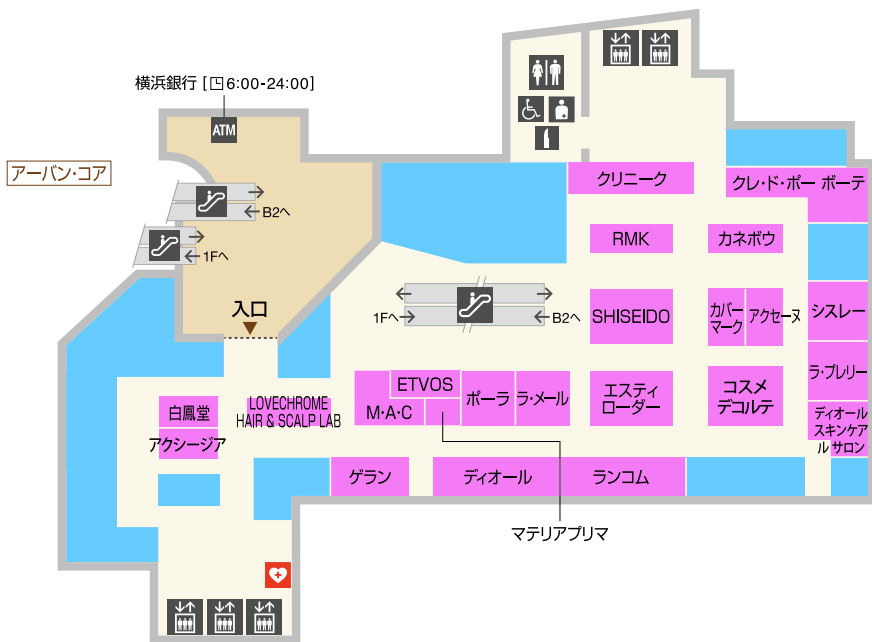 横浜銀行 [6:00-24:00]
ATM
アーバン・コア
B2へ
1Fへ
入口
クリニーク
クレ・ド・ポー ボーテ
RMK
カネボウ
1Fへ
B2へ
SHISEIDO
カバー
マーク
アクセーヌ
シスレー
ETVOS
M・A・C
ポーラ
ラ・メール
エスティ
ローダー
コスメ
デコルテ
ラ・プレリー
白鳳堂
アクシージア
LOVECHROME
HAIR & SCALP LAB
ディオール
スキンケア
ル サロン
ゲラン
ディオール
ランコム
マテリアプリマ